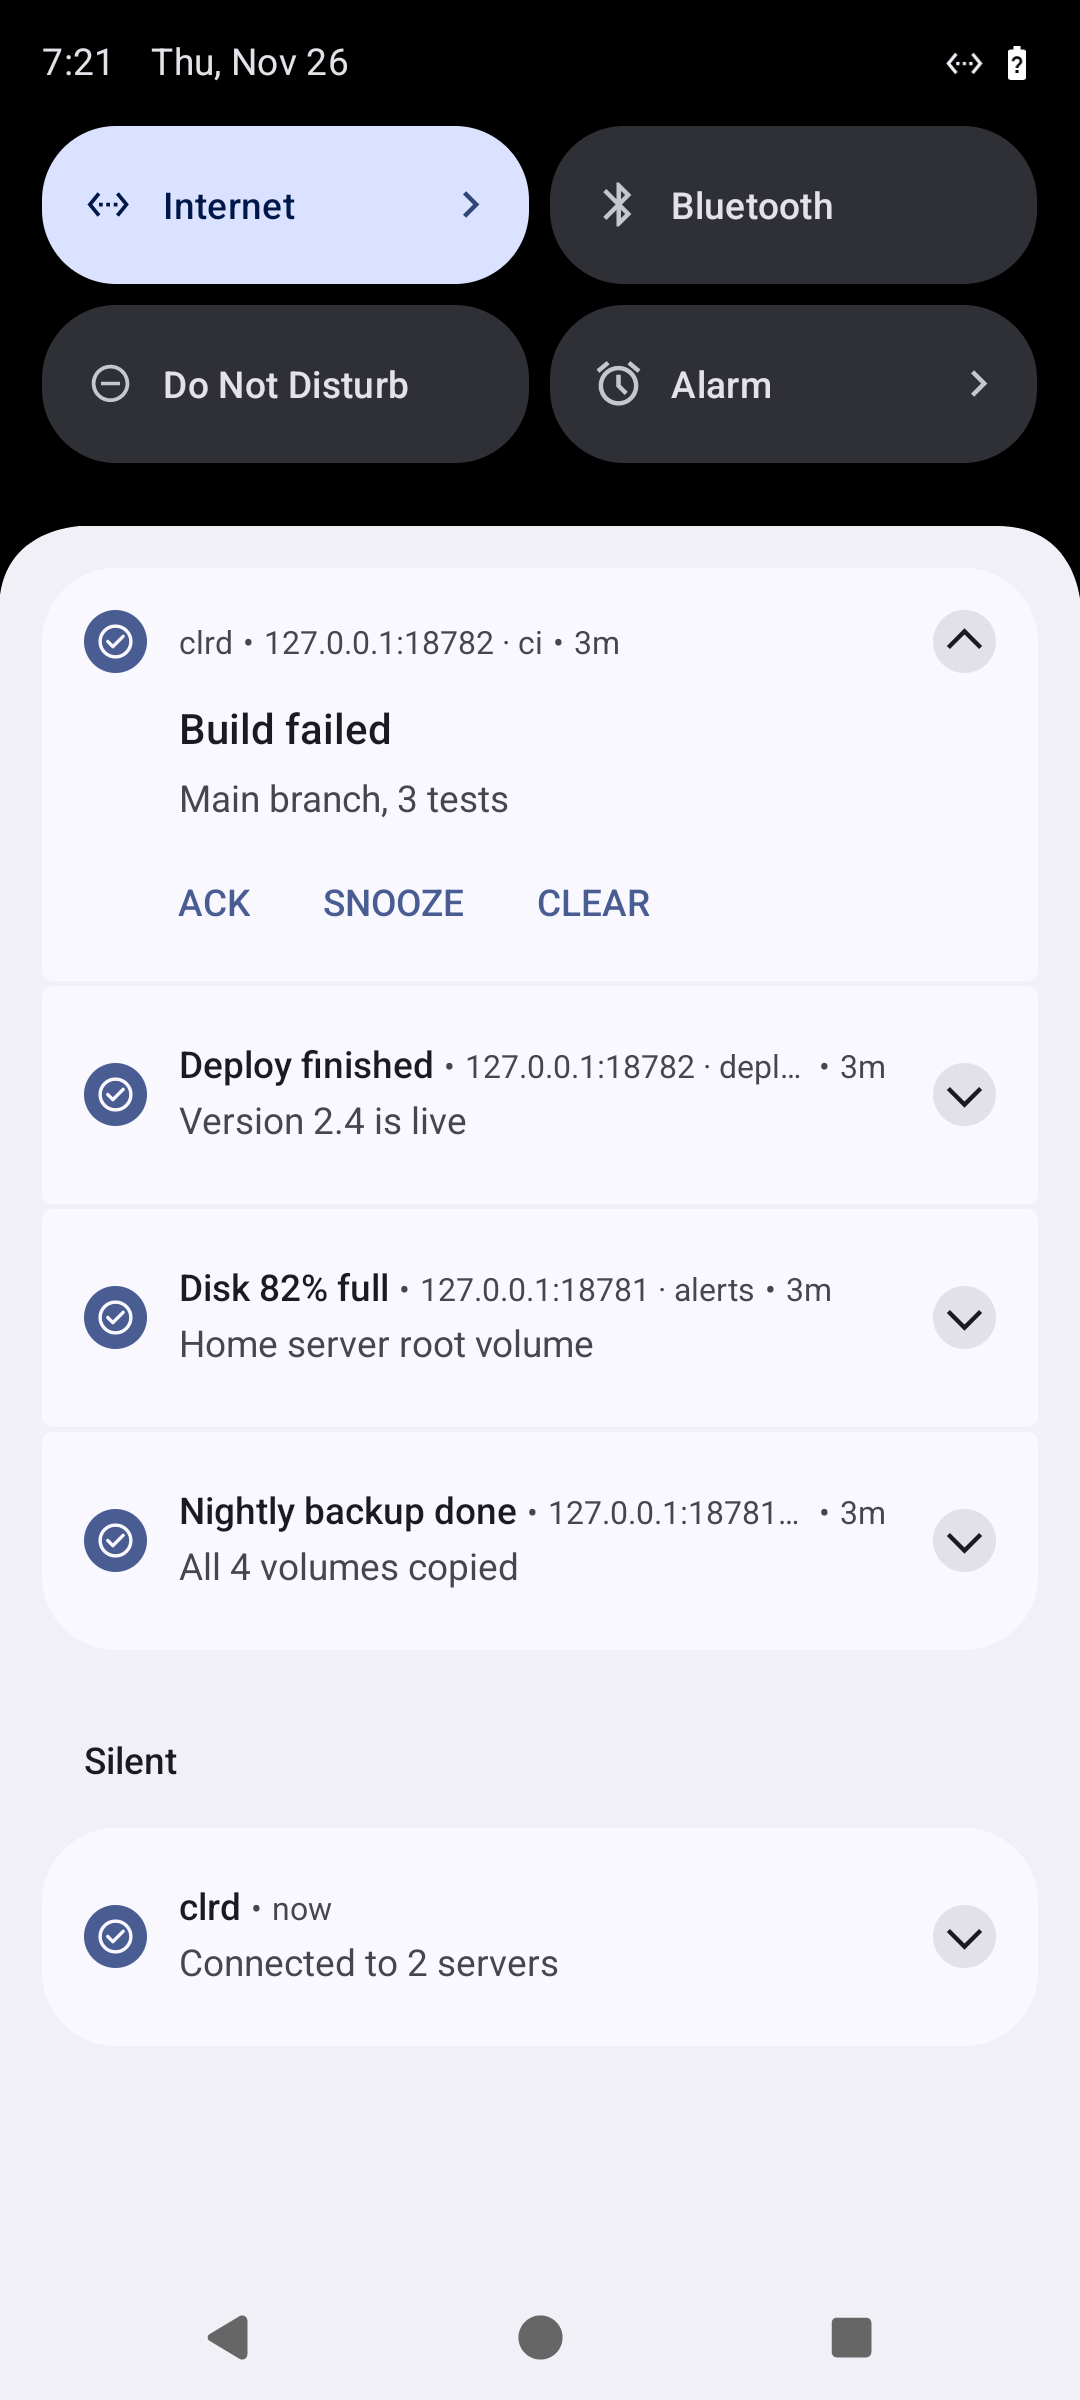 7:21 Thu, Nov 26
Internet
Bluetooth
Do Not Disturb
Alarm
clrd • 127.0.0.1:18782 · ci • 3m
Build failed
Main branch, 3 tests
ACK SNOOZE CLEAR
Deploy finished • 127.0.0.1:18782 · depl... • 3m
Version 2.4 is live
Disk 82% full • 127.0.0.1:18781 · alerts • 3m
Home server root volume
Nightly backup done • 127.0.0.1:18781... • 3m
All 4 volumes copied
Silent
clrd • now
Connected to 2 servers